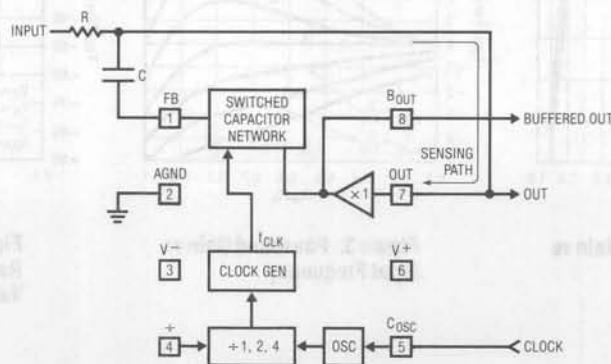 INPUT
R
C
FB
1
SWITCHED
CAPACITOR
NETWORK
BOUT
8
BUFFERED OUT
SENSING
PATH
AGND
2
×1
OUT
7
OUT
fCLK
V−
3
CLOCK GEN
V+
6
÷
4
÷1, 2, 4
OSC
COSC
5
CLOCK